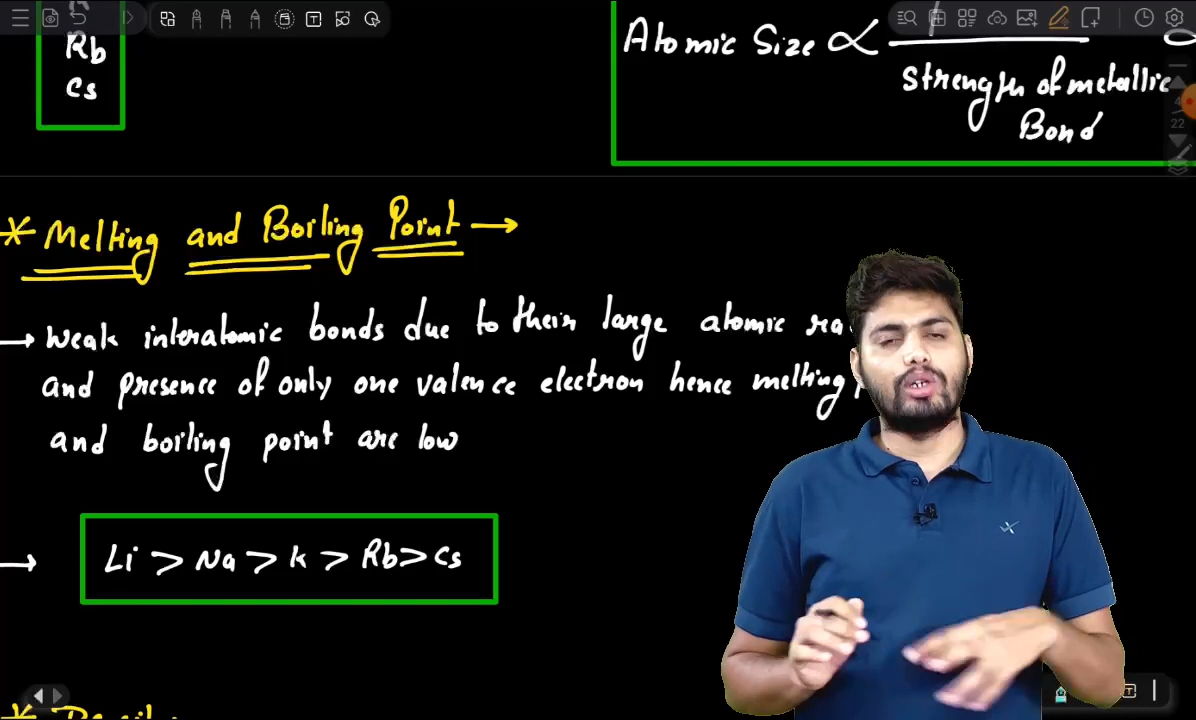 Rb
Cs
Atomic Size ∝
Strength of metallic
Bond
22
* Melting and Boiling Point →
→ Weak interatomic bonds due to their large atomic
and presence of only one valence electron hence melting
and boiling point are low
→ Li > Na > K > Rb > Cs